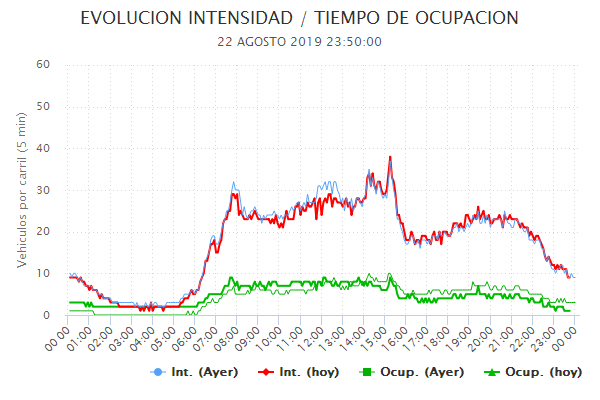 EVOLUCION INTENSIDAD / TIEMPO DE OCUPACION
22 AGOSTO 2019 23:50:00
60
50
40
30
20
10
0
Vehiculos por carril (5 min)
00:00 01:00 02:00 03:00 04:00 05:00 06:00 07:00 08:00 09:00 10:00 11:00 12:00 13:00 14:00 15:00 16:00 17:00 18:00 19:00 20:00 21:00 22:00 23:00 00:00
Int. (Ayer) Int. (hoy) Ocup. (Ayer) Ocup. (hoy)